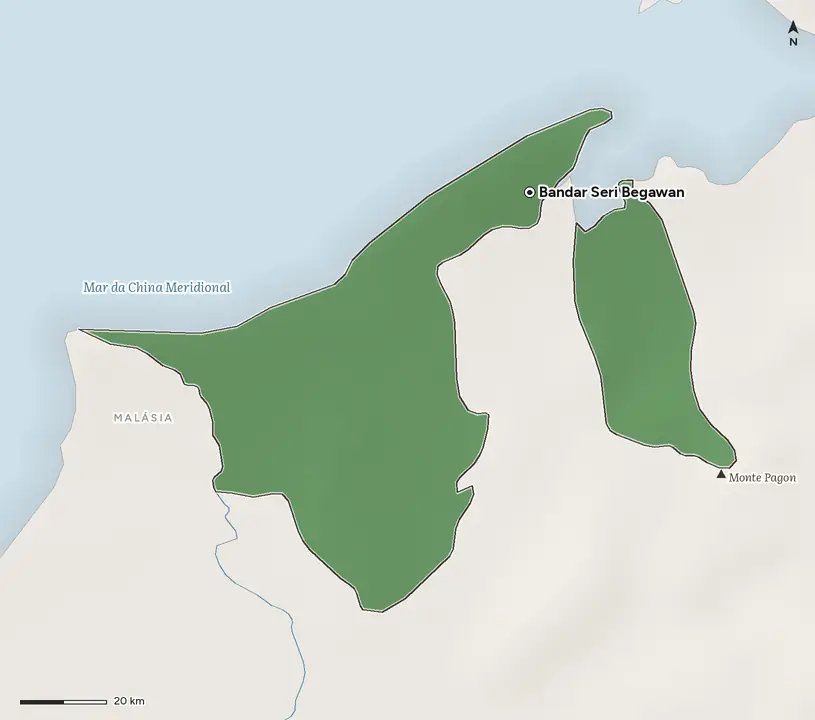 N
Bandar Seri Begawan
Mar da China Meridional
MALÁSIA
Monte Pagon
20 km